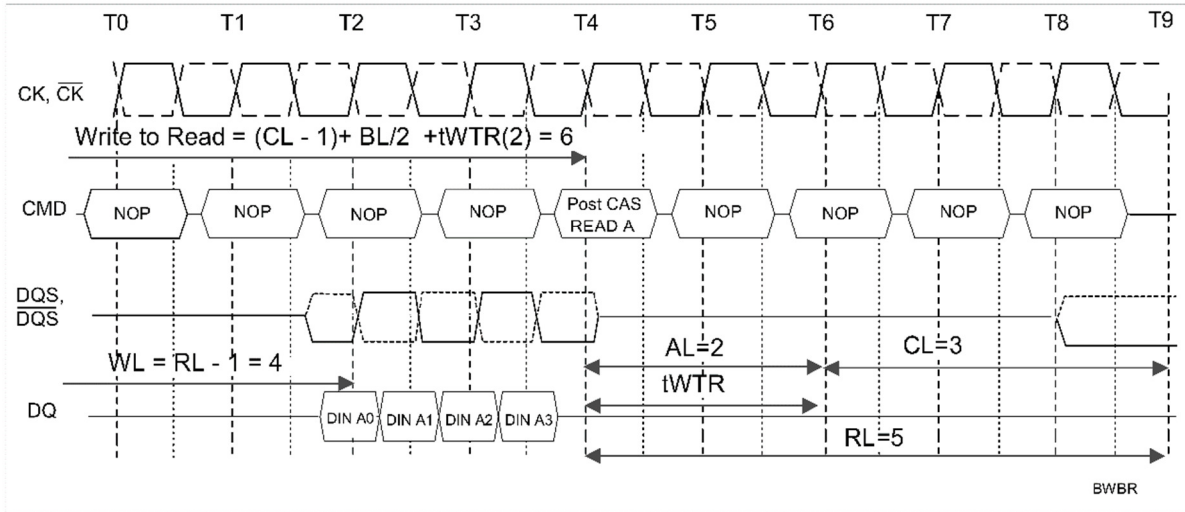 T0 T1 T2 T3 T4 T5 T6 T7 T8 T9
CK, CK
Write to Read = (CL - 1)+ BL/2 +tWTR(2) = 6
CMD NOP NOP NOP NOP Post CAS READ A NOP NOP NOP NOP
DQS,
DQS
AL=2 CL=3
WL = RL - 1 = 4
tWTR
DQ DIN A0 DIN A1 DIN A2 DIN A3
RL=5
BWBR